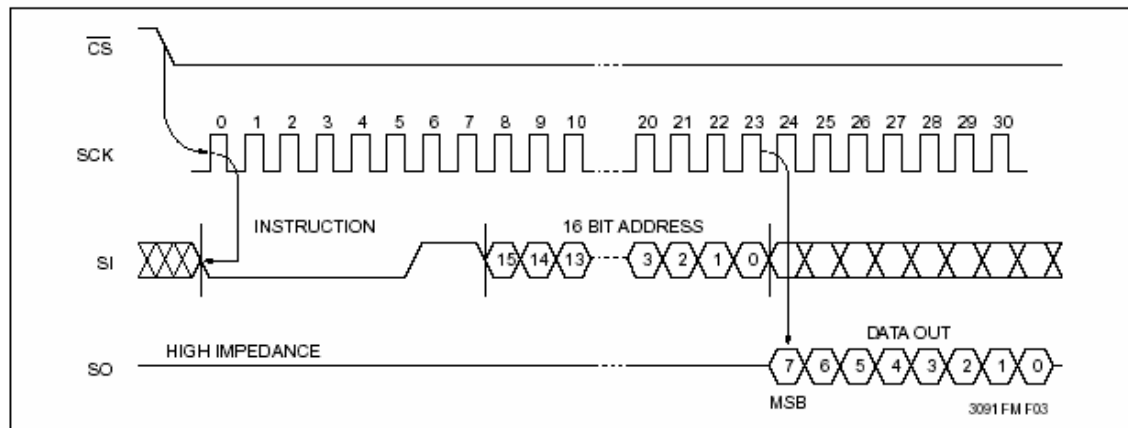 CS
0 1 2 3 4 5 6 7 8 9 10 20 21 22 23 24 25 26 27 28 29 30
SCK
INSTRUCTION 16 BIT ADDRESS
SI 15 14 13 3 2 1 0
HIGH IMPEDANCE DATA OUT
SO 7 6 5 4 3 2 1 0
MSB 3091 FM F03